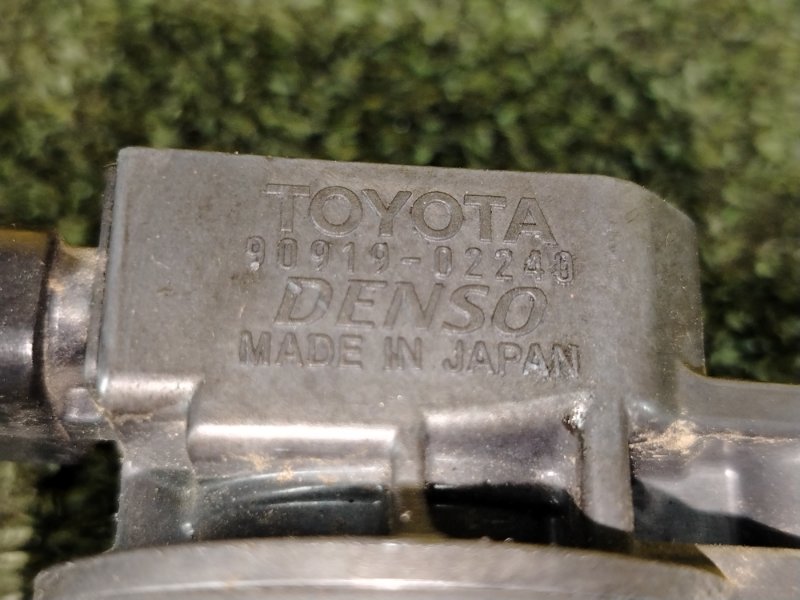 TOYOTA
90919-02240
DENSO
MADE IN JAPAN